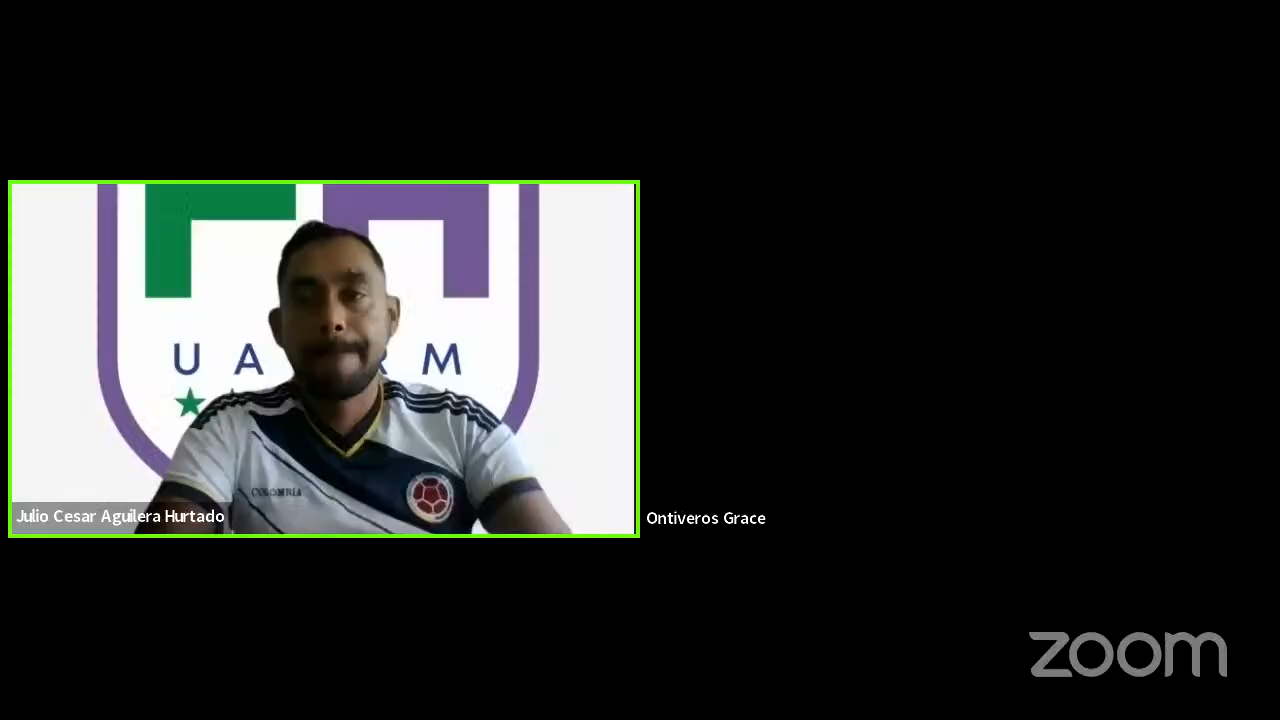 U A
R M
COLOMBIA
Julio Cesar Aguilera Hurtado
Ontiveros Grace
zoom